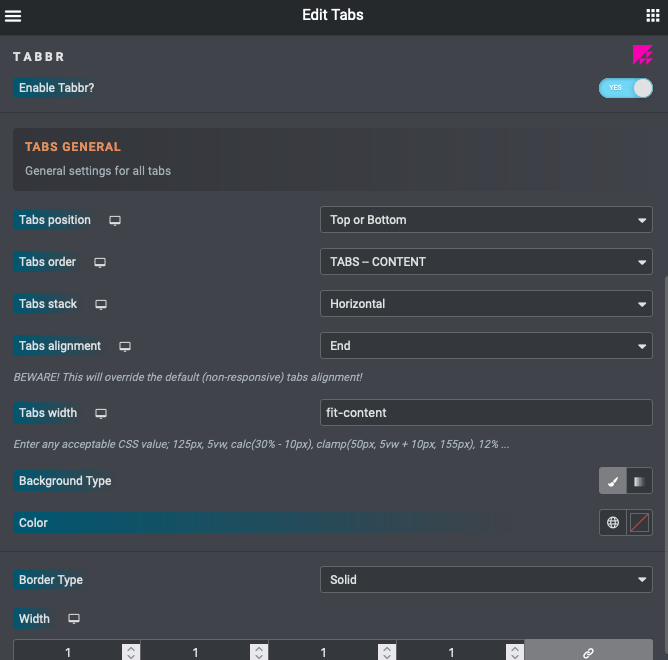 Edit Tabs
TABBR
Enable Tabbr?
YES
TABS GENERAL
General settings for all tabs
Tabs position
Top or Bottom
Tabs order
TABS – CONTENT
Tabs stack
Horizontal
Tabs alignment
End
BEWARE! This will override the default (non-responsive) tabs alignment!
Tabs width
fit-content
Enter any acceptable CSS value; 125px, 5vw, calc(30% - 10px), clamp(50px, 5vw + 10px, 155px), 12% ...
Background Type
Color
Border Type
Solid
Width
1 1 1 1